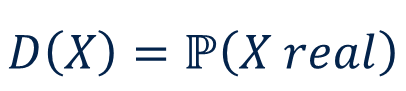 D(X) = ℙ(X real)